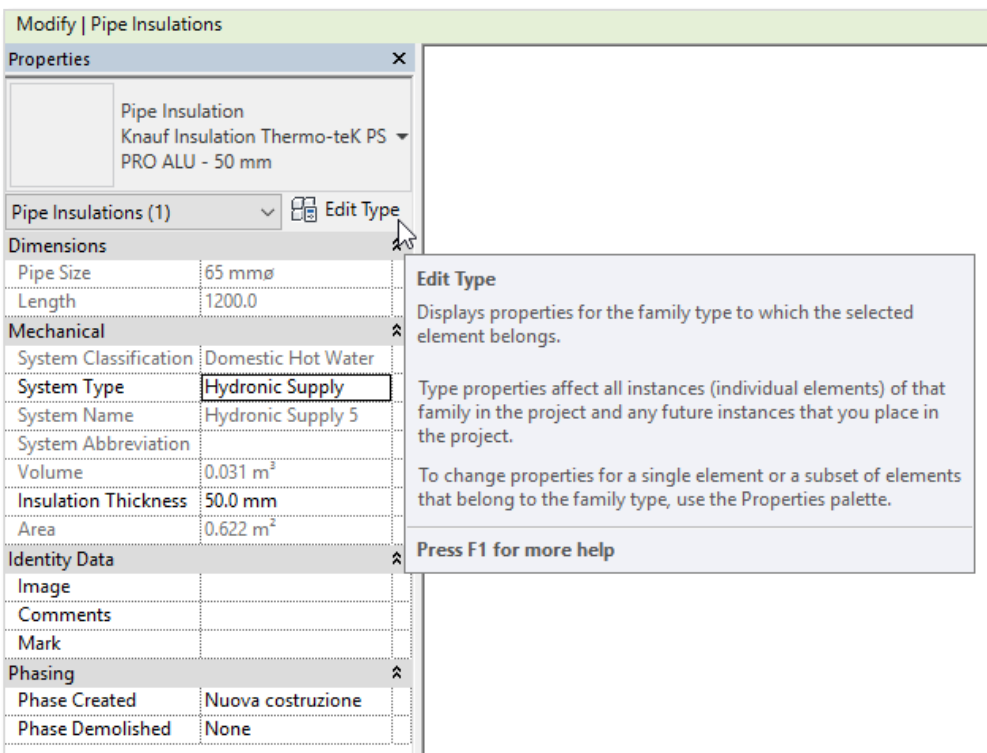 Modify | Pipe Insulations
Properties
Pipe Insulation
Knauf Insulation Thermo-teK PS
PRO ALU - 50 mm
Pipe Insulations (1)
Edit Type
Dimensions
Pipe Size 65 mmø
Length 1200.0
Mechanical
System Classification Domestic Hot Water
System Type Hydronic Supply
System Name Hydronic Supply 5
System Abbreviation
Volume 0.031 m³
Insulation Thickness 50.0 mm
Area 0.622 m²
Identity Data
Image
Comments
Mark
Phasing
Phase Created Nuova costruzione
Phase Demolished None
Edit Type
Displays properties for the family type to which the selected
element belongs.
Type properties affect all instances (individual elements) of that
family in the project and any future instances that you place in
the project.
To change properties for a single element or a subset of elements
that belong to the family type, use the Properties palette.
Press F1 for more help